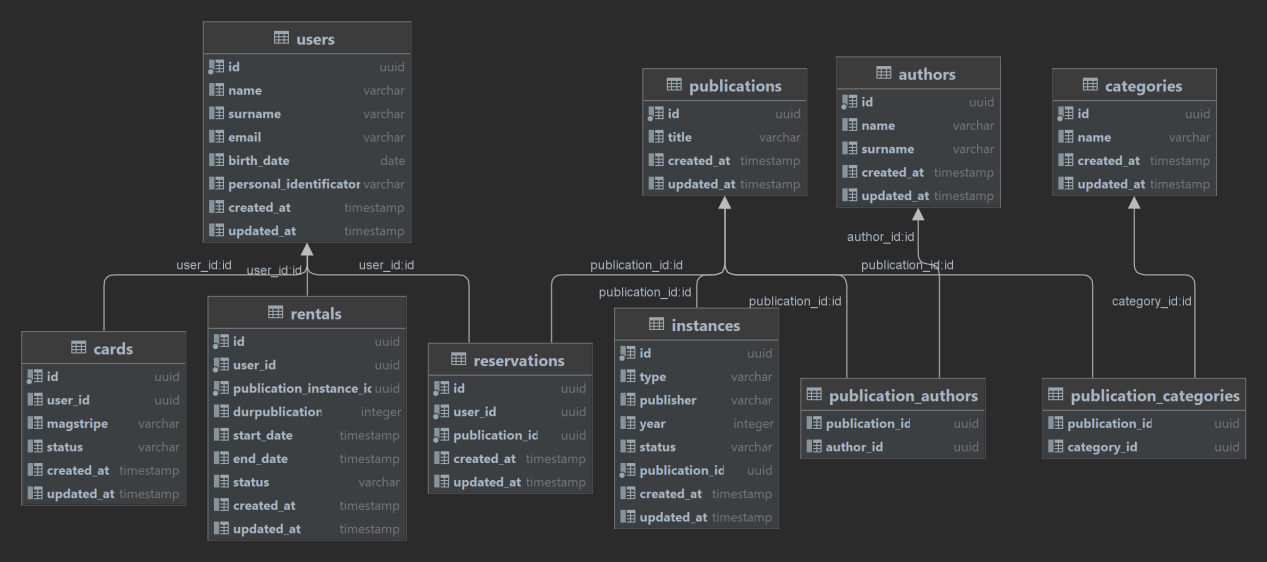 users
id uuid
name varchar
surname varchar
email varchar
birth_date date
personal_identificator varchar
created_at timestamp
updated_at timestamp
publications
id uuid
title varchar
created_at timestamp
updated_at timestamp
authors
id uuid
name varchar
surname varchar
created_at timestamp
updated_at timestamp
categories
id uuid
name varchar
created_at timestamp
updated_at timestamp
user_id:id
user_id:id
user_id:id
publication_id:id
publication_id:id
publication_id:id
author_id:id
publication_id:id
category_id:id
cards
id uuid
user_id uuid
magstripe varchar
status varchar
created_at timestamp
updated_at timestamp
rentals
id uuid
user_id uuid
publication_instance_id uuid
durpublication integer
start_date timestamp
end_date timestamp
status varchar
created_at timestamp
updated_at timestamp
reservations
id uuid
user_id uuid
publication_id uuid
created_at timestamp
updated_at timestamp
instances
id uuid
type varchar
publisher varchar
year integer
status varchar
publication_id uuid
created_at timestamp
updated_at timestamp
publication_authors
publication_id uuid
author_id uuid
publication_categories
publication_id uuid
category_id uuid